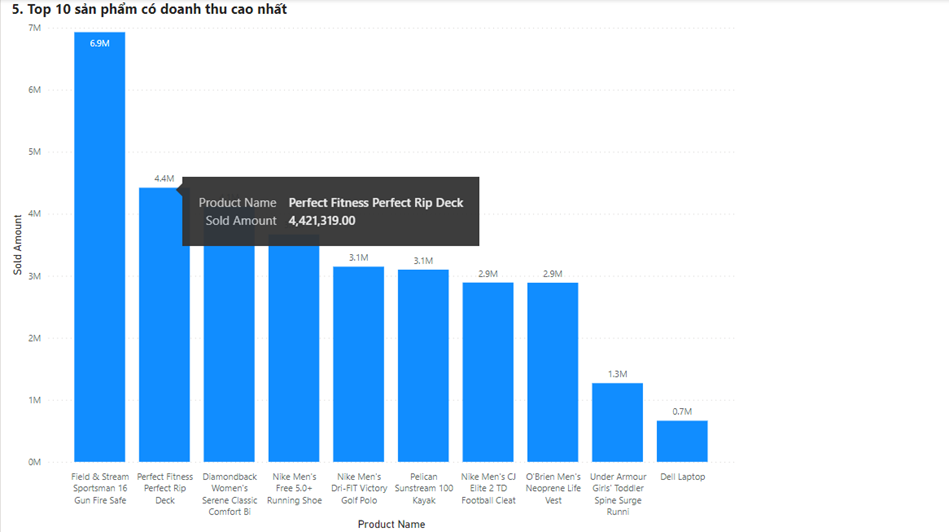 5. Top 10 sản phẩm có doanh thu cao nhất
7M
6M
5M
4M
3M
2M
1M
0M
Sold Amount
6.9M
4.4M
Product Name Perfect Fitness Perfect Rip Deck
Sold Amount 4,421,319.00
3.1M
3.1M
2.9M
2.9M
1.3M
0.7M
Field & Stream
Sportsman 16
Gun Fire Safe
Perfect Fitness
Perfect Rip
Deck
Diamondback
Women's
Serene Classic
Comfort Bi
Nike Men's
Free 5.0+
Running Shoe
Nike Men's
Dri-FIT Victory
Golf Polo
Pelican
Sunstream 100
Kayak
Nike Men's CJ
Elite 2 TD
Football Cleat
O'Brien Men's
Neoprene Life
Vest
Under Armour
Girls' Toddler
Spine Surge
Runni
Dell Laptop
Product Name